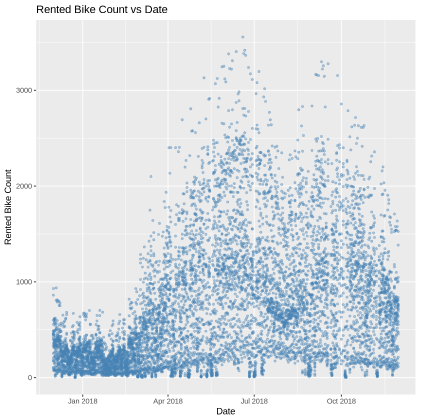 Rented Bike Count vs Date
Rented Bike Count
3000
2000
1000
0
Jan 2018
Apr 2018
Jul 2018
Oct 2018
Date